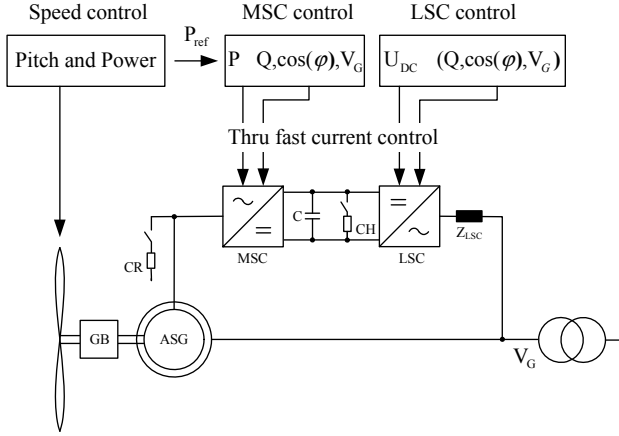 Speed control
MSC control
LSC control
Pitch and Power
P_ref
P Q,cos(φ),V_G
U_DC (Q,cos(φ),V_G)
Thru fast current control
C
CH
MSC
LSC
Z_LSC
CR
GB
ASG
V_G